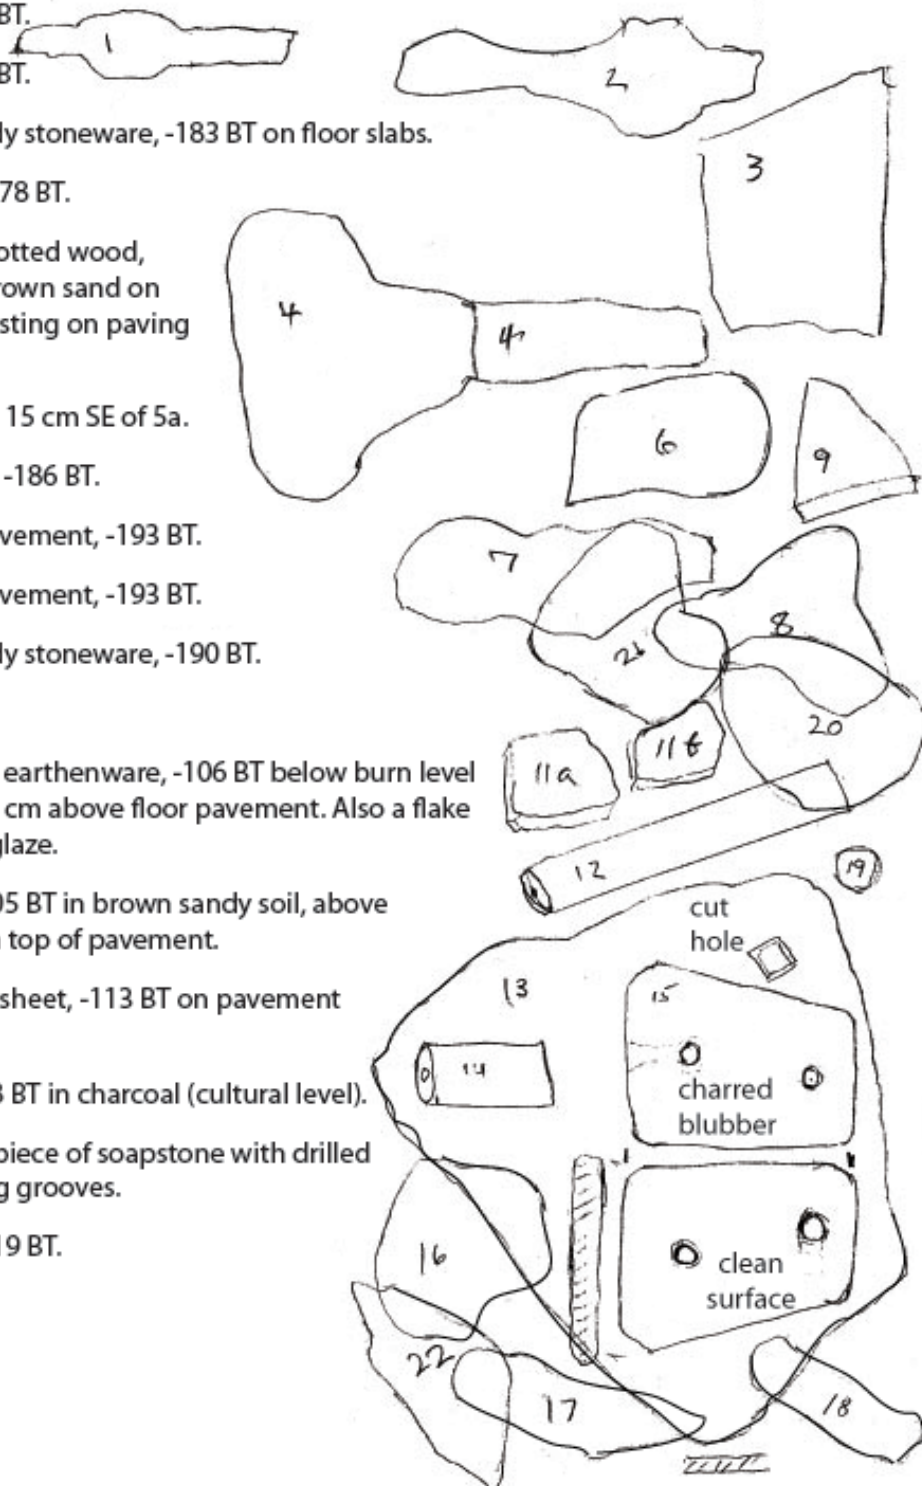 BT.
1
BT.
2
ly stoneware, -183 BT on floor slabs.
3
78 BT.
otted wood,
rown sand on
sting on paving
4
4
15 cm SE of 5a.
6
9
-186 BT.
vement, -193 BT.
7
vement, -193 BT.
8
ly stoneware, -190 BT.
21
20
11b
earthenware, -106 BT below burn level
11a
cm above floor pavement. Also a flake
glaze.
12
19
05 BT in brown sandy soil, above
top of pavement.
cut
hole
sheet, -113 BT on pavement
13
15
14
3 BT in charcoal (cultural level).
charred
blubber
piece of soapstone with drilled
g grooves.
19 BT.
16
clean
surface
22
17
18